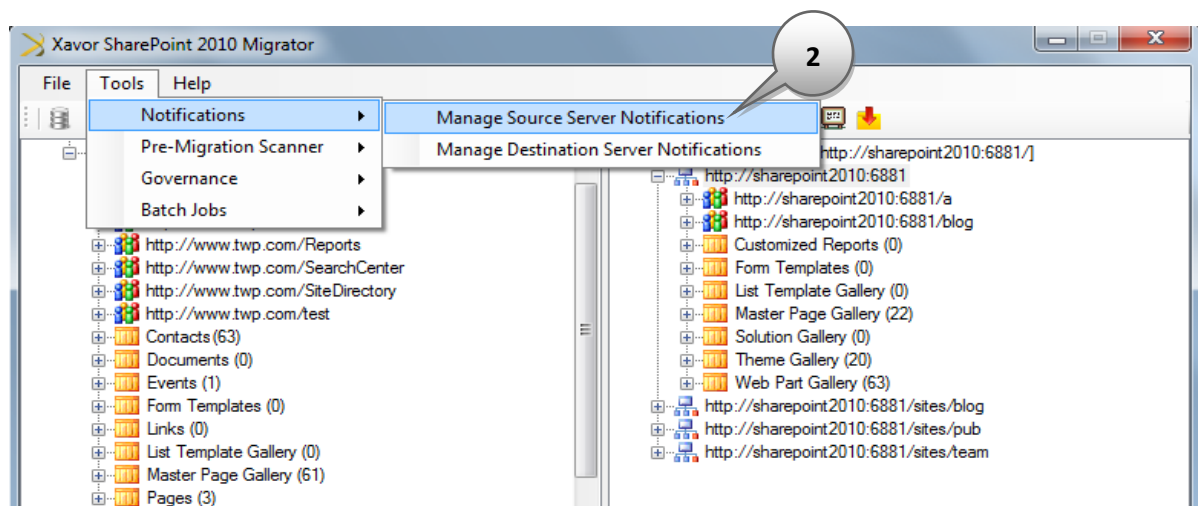 Xavor SharePoint 2010 Migrator
2
File Tools Help
Notifications
Pre-Migration Scanner
Governance
Batch Jobs
Manage Source Server Notifications
Manage Destination Server Notifications
http://www.twp.com/Reports
http://www.twp.com/SearchCenter
http://www.twp.com/SiteDirectory
http://www.twp.com/test
Contacts (63)
Documents (0)
Events (1)
Form Templates (0)
Links (0)
List Template Gallery (0)
Master Page Gallery (61)
Pages (3)
http://sharepoint2010:6881/]
http://sharepoint2010:6881
http://sharepoint2010:6881/a
http://sharepoint2010:6881/blog
Customized Reports (0)
Form Templates (0)
List Template Gallery (0)
Master Page Gallery (22)
Solution Gallery (0)
Theme Gallery (20)
Web Part Gallery (63)
http://sharepoint2010:6881/sites/blog
http://sharepoint2010:6881/sites/pub
http://sharepoint2010:6881/sites/team